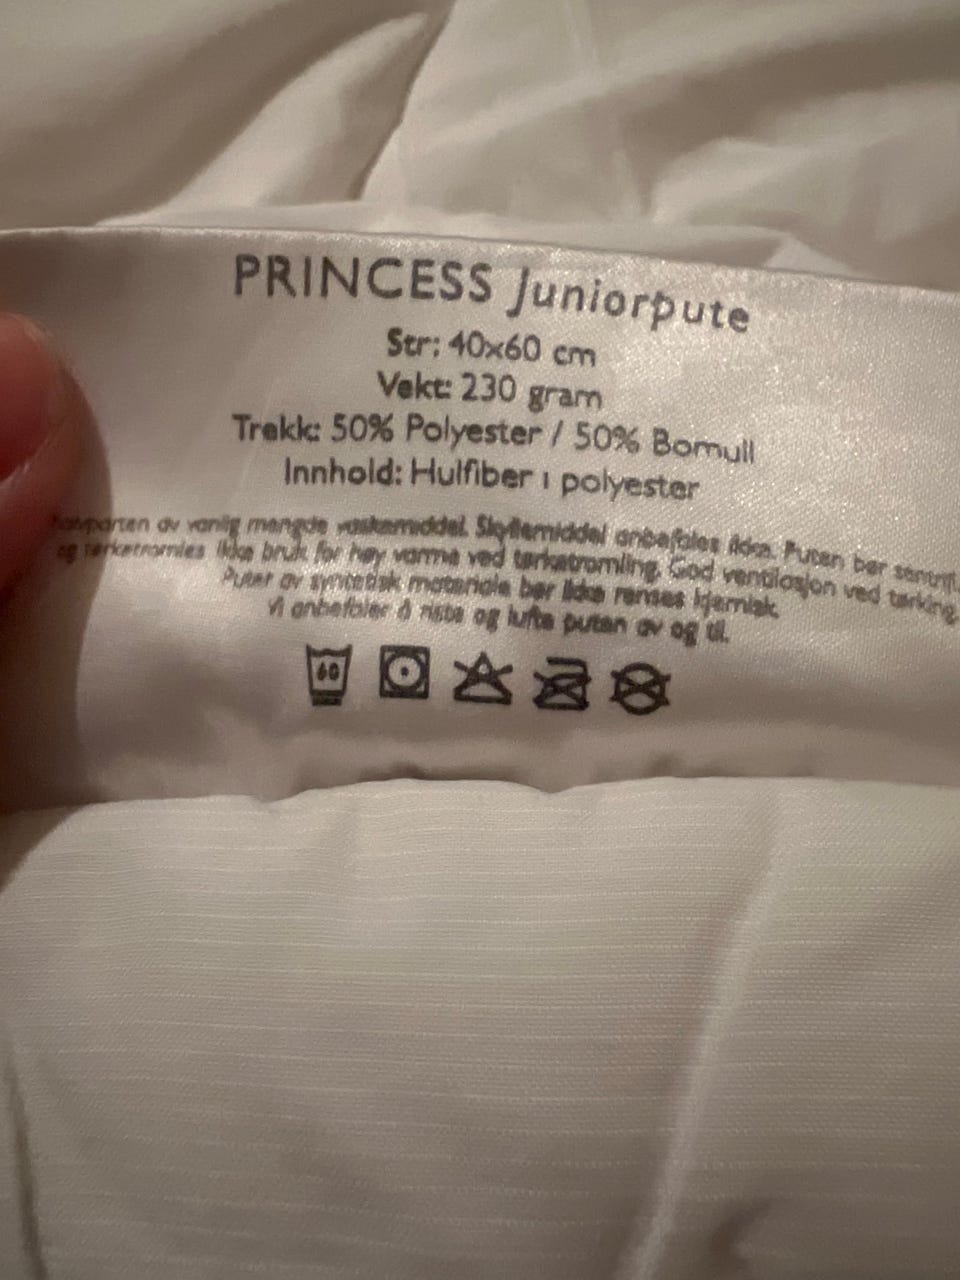 PRINCESS Juniorpute
Str: 40x60 cm
Vekt: 230 gram
Trekk: 50% Polyester / 50% Bomull
Innhold: Hulfiber i polyester
halvparten av vanlig mengde vaskemiddel. Skyllemiddel anbefales ikke. Puten bør sentrif.
og tørketromles Ikke bruk for høy varme ved tørketromling. God ventilasjon ved tørking.
Puter av syntetisk materiale bør ikke renses kjemisk.
Vi anbefaler å riste og lufte puten av og til.
60